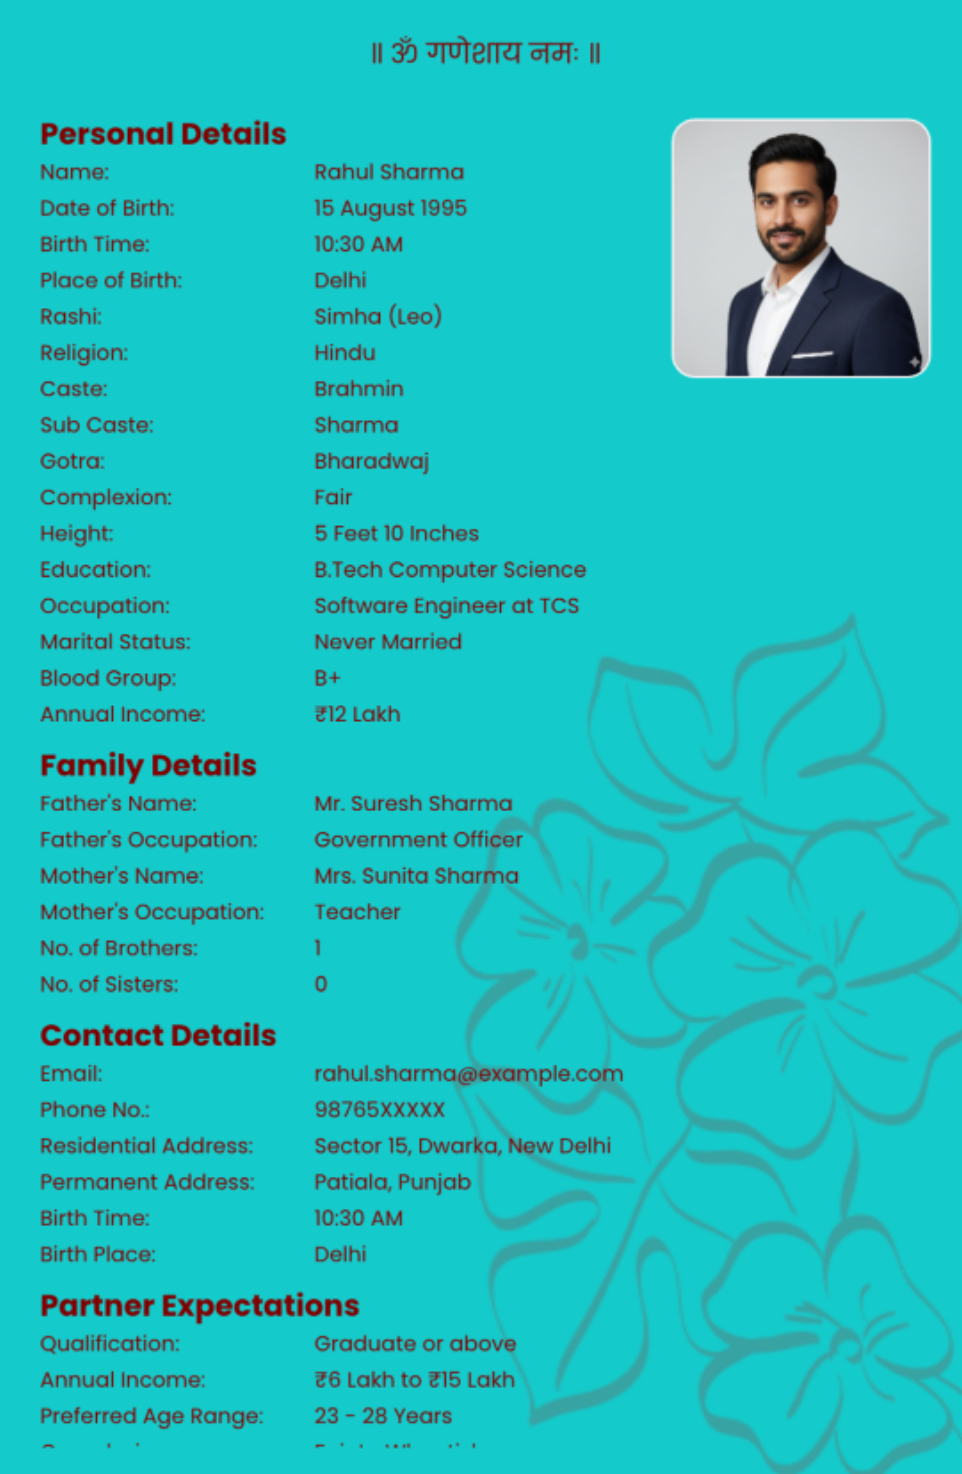 ॥ ॐ गणेशाय नमः ॥
Personal Details
Name: Rahul Sharma
Date of Birth: 15 August 1995
Birth Time: 10:30 AM
Place of Birth: Delhi
Rashi: Simha (Leo)
Religion: Hindu
Caste: Brahmin
Sub Caste: Sharma
Gotra: Bharadwaj
Complexion: Fair
Height: 5 Feet 10 Inches
Education: B.Tech Computer Science
Occupation: Software Engineer at TCS
Marital Status: Never Married
Blood Group: B+
Annual Income: ₹12 Lakh
Family Details
Father's Name: Mr. Suresh Sharma
Father's Occupation: Government Officer
Mother's Name: Mrs. Sunita Sharma
Mother's Occupation: Teacher
No. of Brothers: 1
No. of Sisters: 0
Contact Details
Email: rahul.sharma@example.com
Phone No.: 98765XXXXX
Residential Address: Sector 15, Dwarka, New Delhi
Permanent Address: Patiala, Punjab
Birth Time: 10:30 AM
Birth Place: Delhi
Partner Expectations
Qualification: Graduate or above
Annual Income: ₹6 Lakh to ₹15 Lakh
Preferred Age Range: 23 - 28 Years